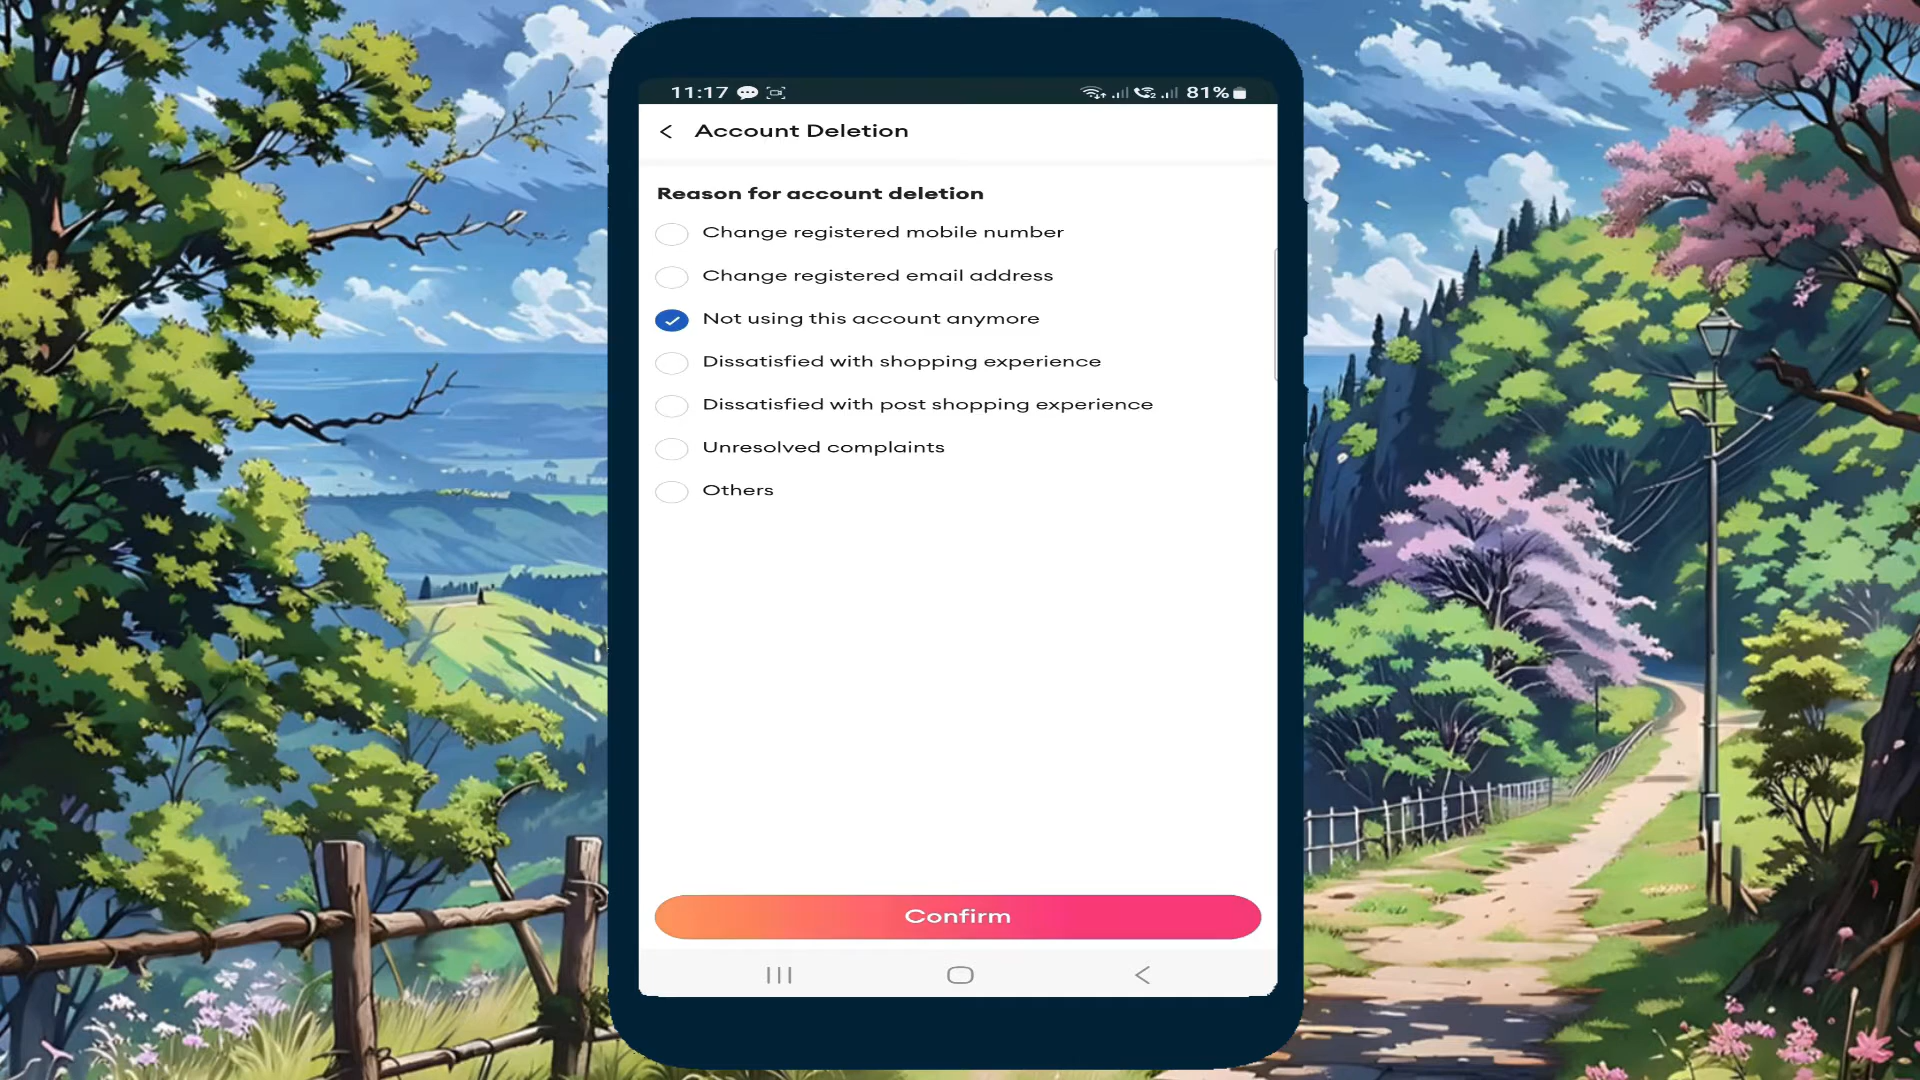 11:17
81%
Account Deletion
Reason for account deletion
Change registered mobile number
Change registered email address
Not using this account anymore
Dissatisfied with shopping experience
Dissatisfied with post shopping experience
Unresolved complaints
Others
Confirm